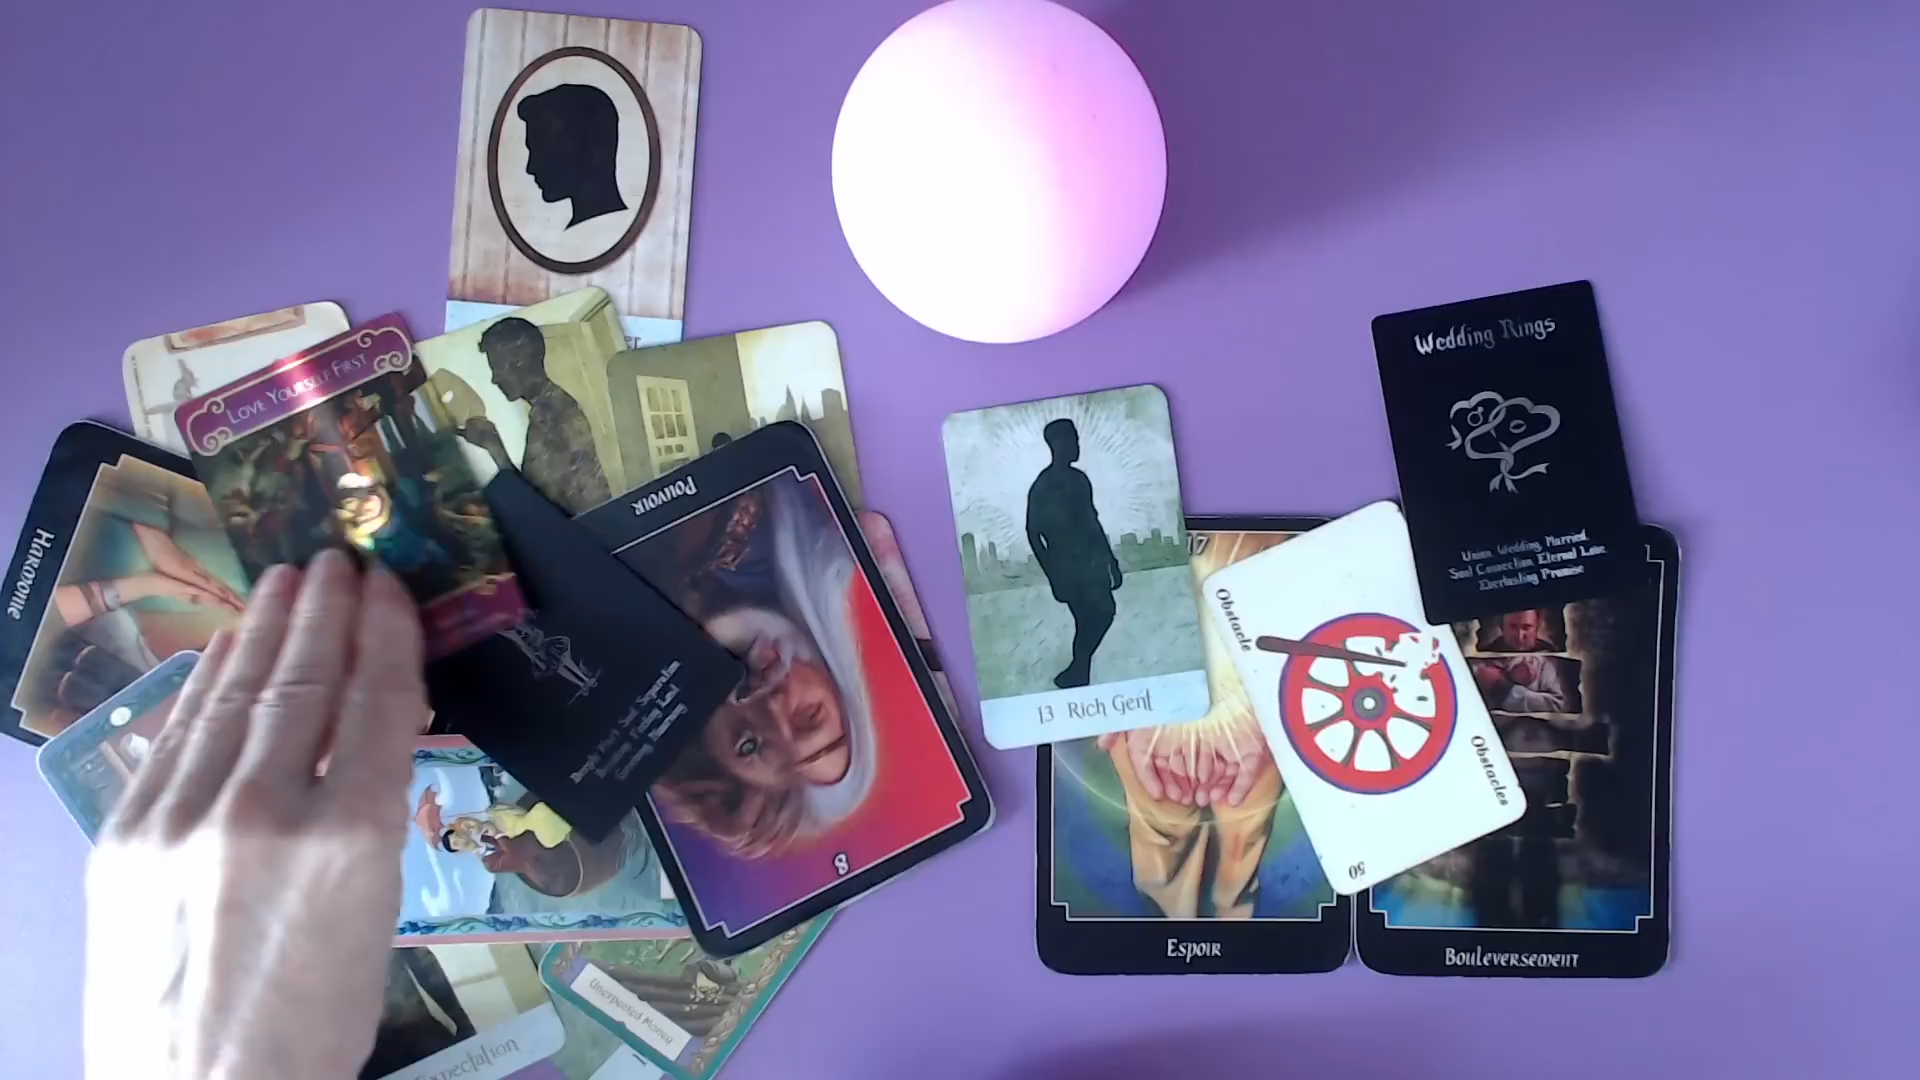 Love Yourself First
Wedding Rings
Harmonie
Pouvoir
17
Union, Wedding, Married,
Soul Connection, Eternal Love
Everlasting Promise
Obstacle
13 Rich Gent
Obstacles
8
50
Espoir
Bouleversement
Unexpected Money